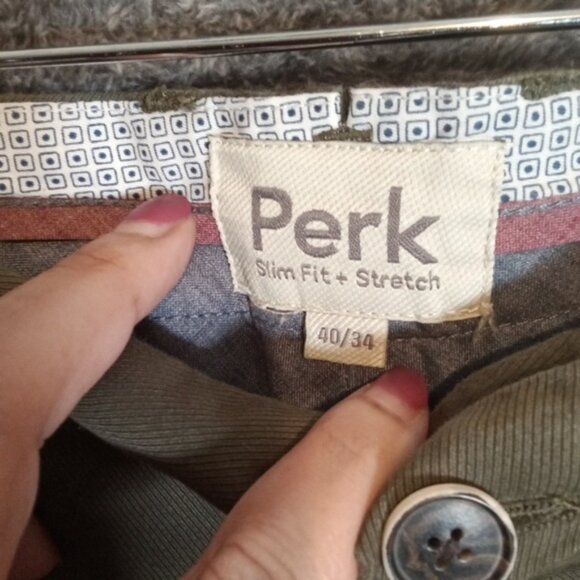 Perk
Slim Fit + Stretch
40/34